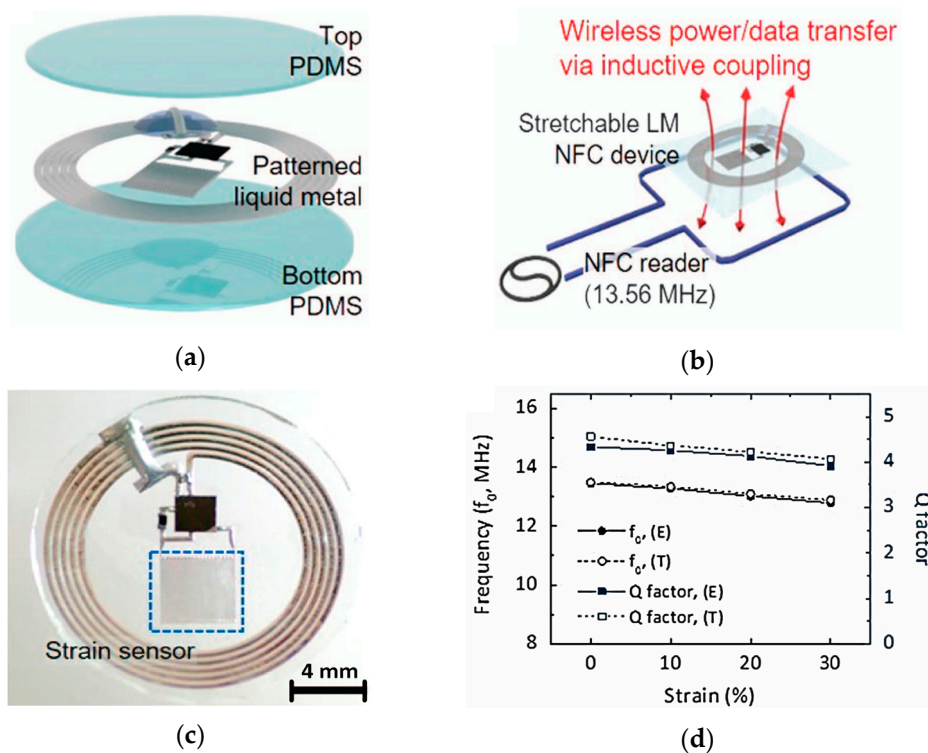 Top
PDMS
Patterned
liquid metal
Bottom
PDMS
(a)
Wireless power/data transfer
via inductive coupling
Stretchable LM
NFC device
NFC reader
(13.56 MHz)
(b)
Strain sensor
4 mm
(c)
16
14
12
10
8
Frequency (f₀, MHz)
5
4
3
2
1
0
Q factor
f₀, (E)
f₀, (T)
Q factor, (E)
Q factor, (T)
0 10 20 30
Strain (%)
(d)